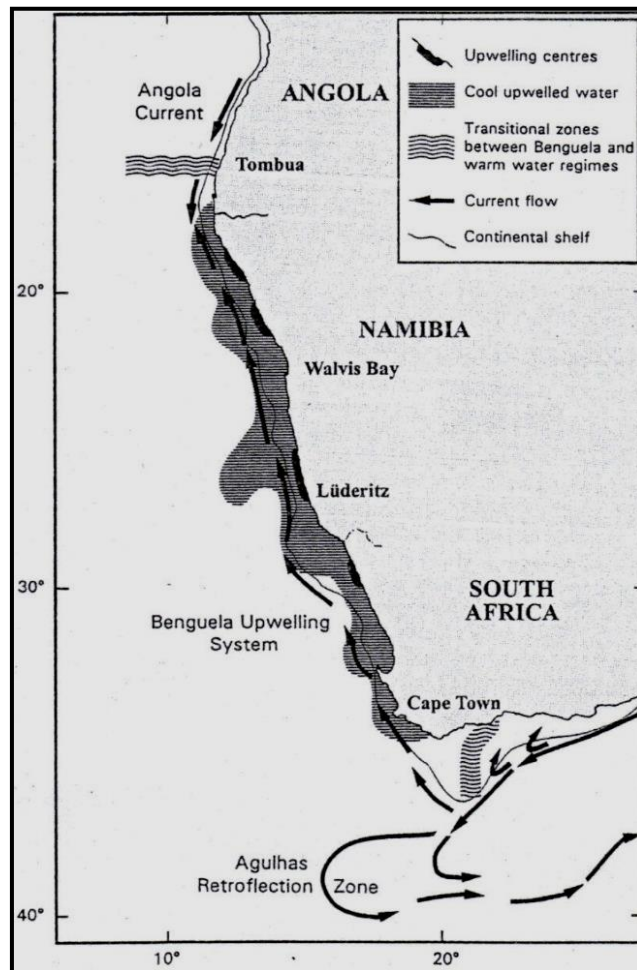 Angola
Current
ANGOLA
Tombua
Upwelling centres
Cool upwelled water
Transitional zones
between Benguela and
warm water regimes
Current flow
Continental shelf
20°
NAMIBIA
Walvis Bay
Lüderitz
30°
SOUTH
AFRICA
Benguela Upwelling
System
Cape Town
Agulhas
Retroflection Zone
40°
10°
20°